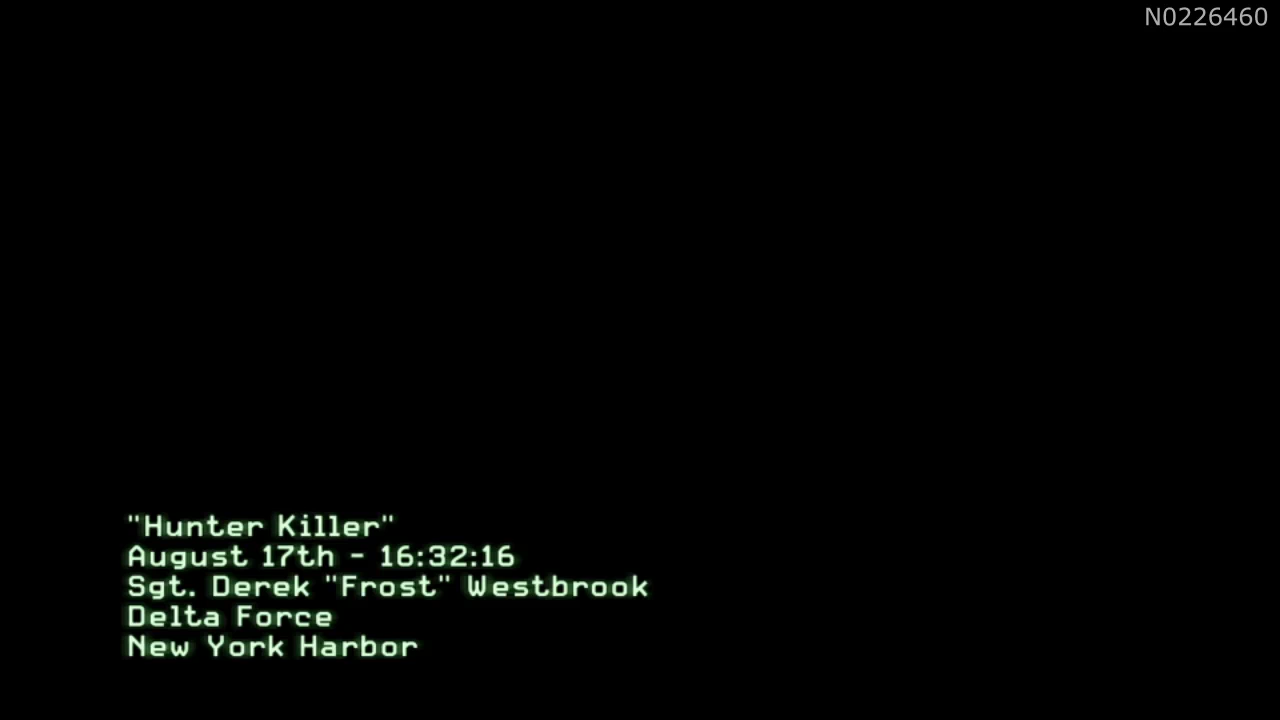 N0226460
"Hunter Killer"
August 17th - 16:32:16
Sgt. Derek "Frost" Westbrook
Delta Force
New York Harbor